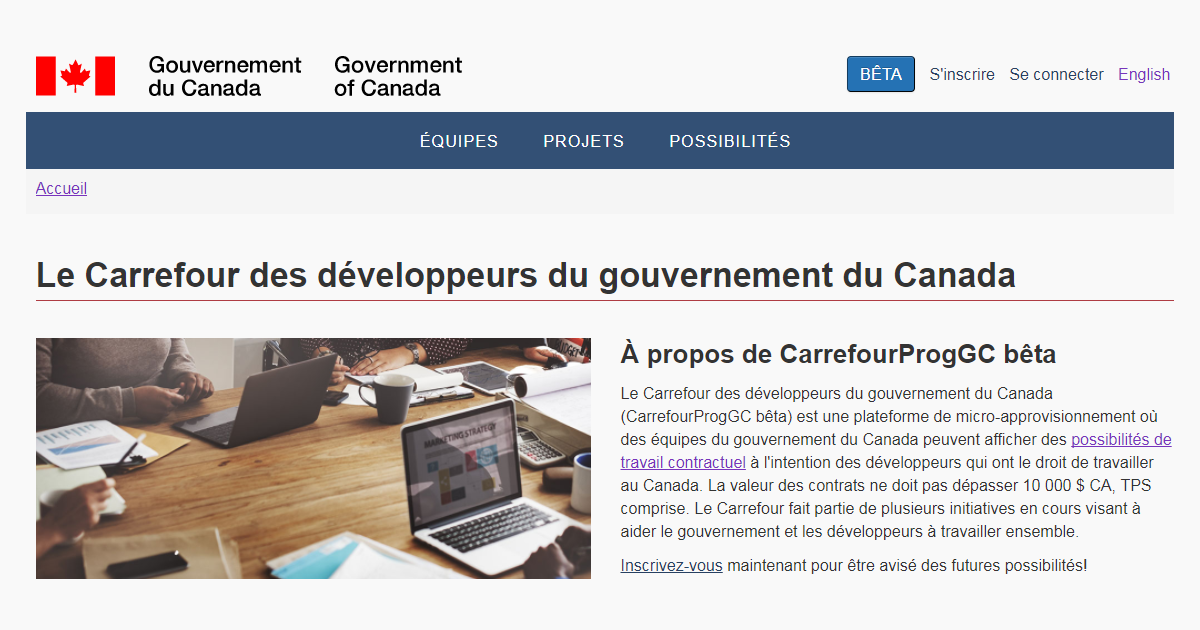 Gouvernement
du Canada
Government
of Canada
BÊTA S'inscrire Se connecter English
ÉQUIPES PROJETS POSSIBILITÉS
Accueil
Le Carrefour des développeurs du gouvernement du Canada
MARKETING STRATEGY
À propos de CarrefourProgGC bêta
Le Carrefour des développeurs du gouvernement du Canada
(CarrefourProgGC bêta) est une plateforme de micro-approvisionnement où
des équipes du gouvernement du Canada peuvent afficher des possibilités de
travail contractuel à l'intention des développeurs qui ont le droit de travailler
au Canada. La valeur des contrats ne doit pas dépasser 10 000 $ CA, TPS
comprise. Le Carrefour fait partie de plusieurs initiatives en cours visant à
aider le gouvernement et les développeurs à travailler ensemble.
Inscrivez-vous maintenant pour être avisé des futures possibilités!